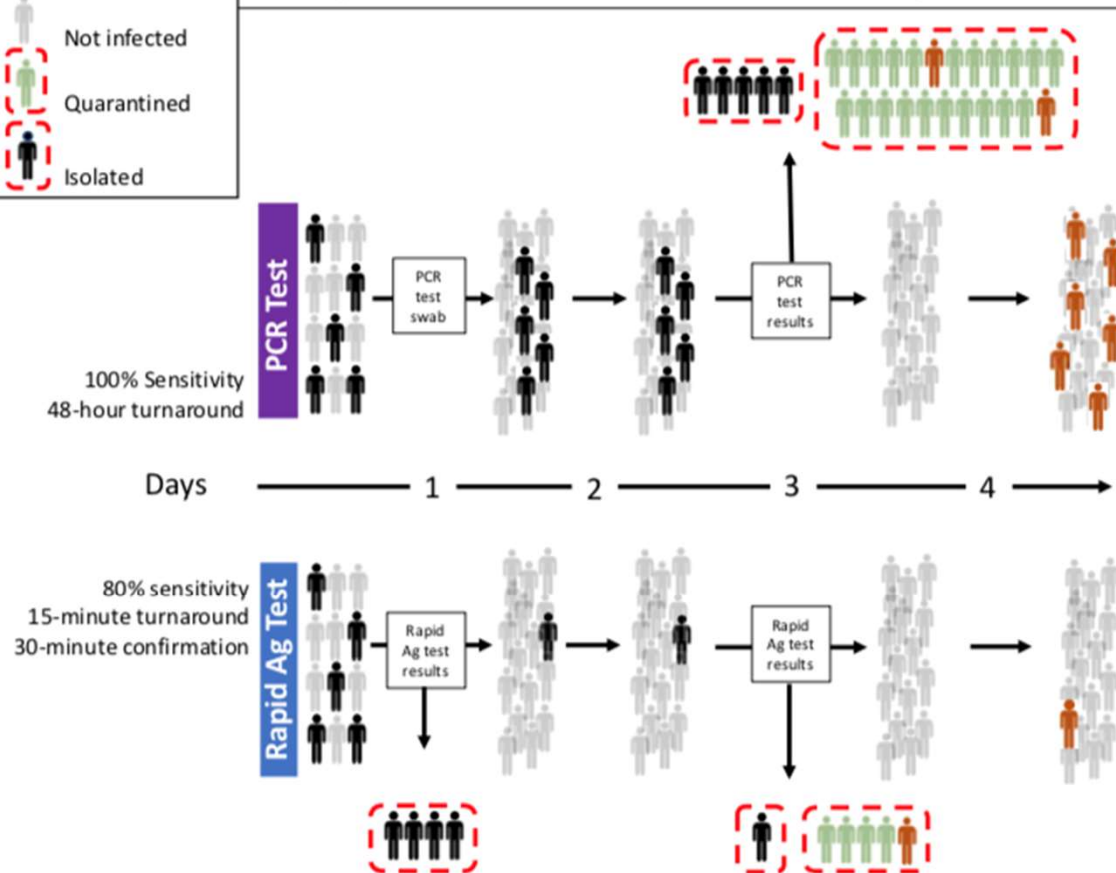 Not infected
Quarantined
Isolated
PCR Test
100% Sensitivity
48-hour turnaround
PCR
test
swab
PCR
test
results
Days
1
2
3
4
Rapid Ag Test
80% sensitivity
15-minute turnaround
30-minute confirmation
Rapid
Ag test
results
Rapid
Ag test
results